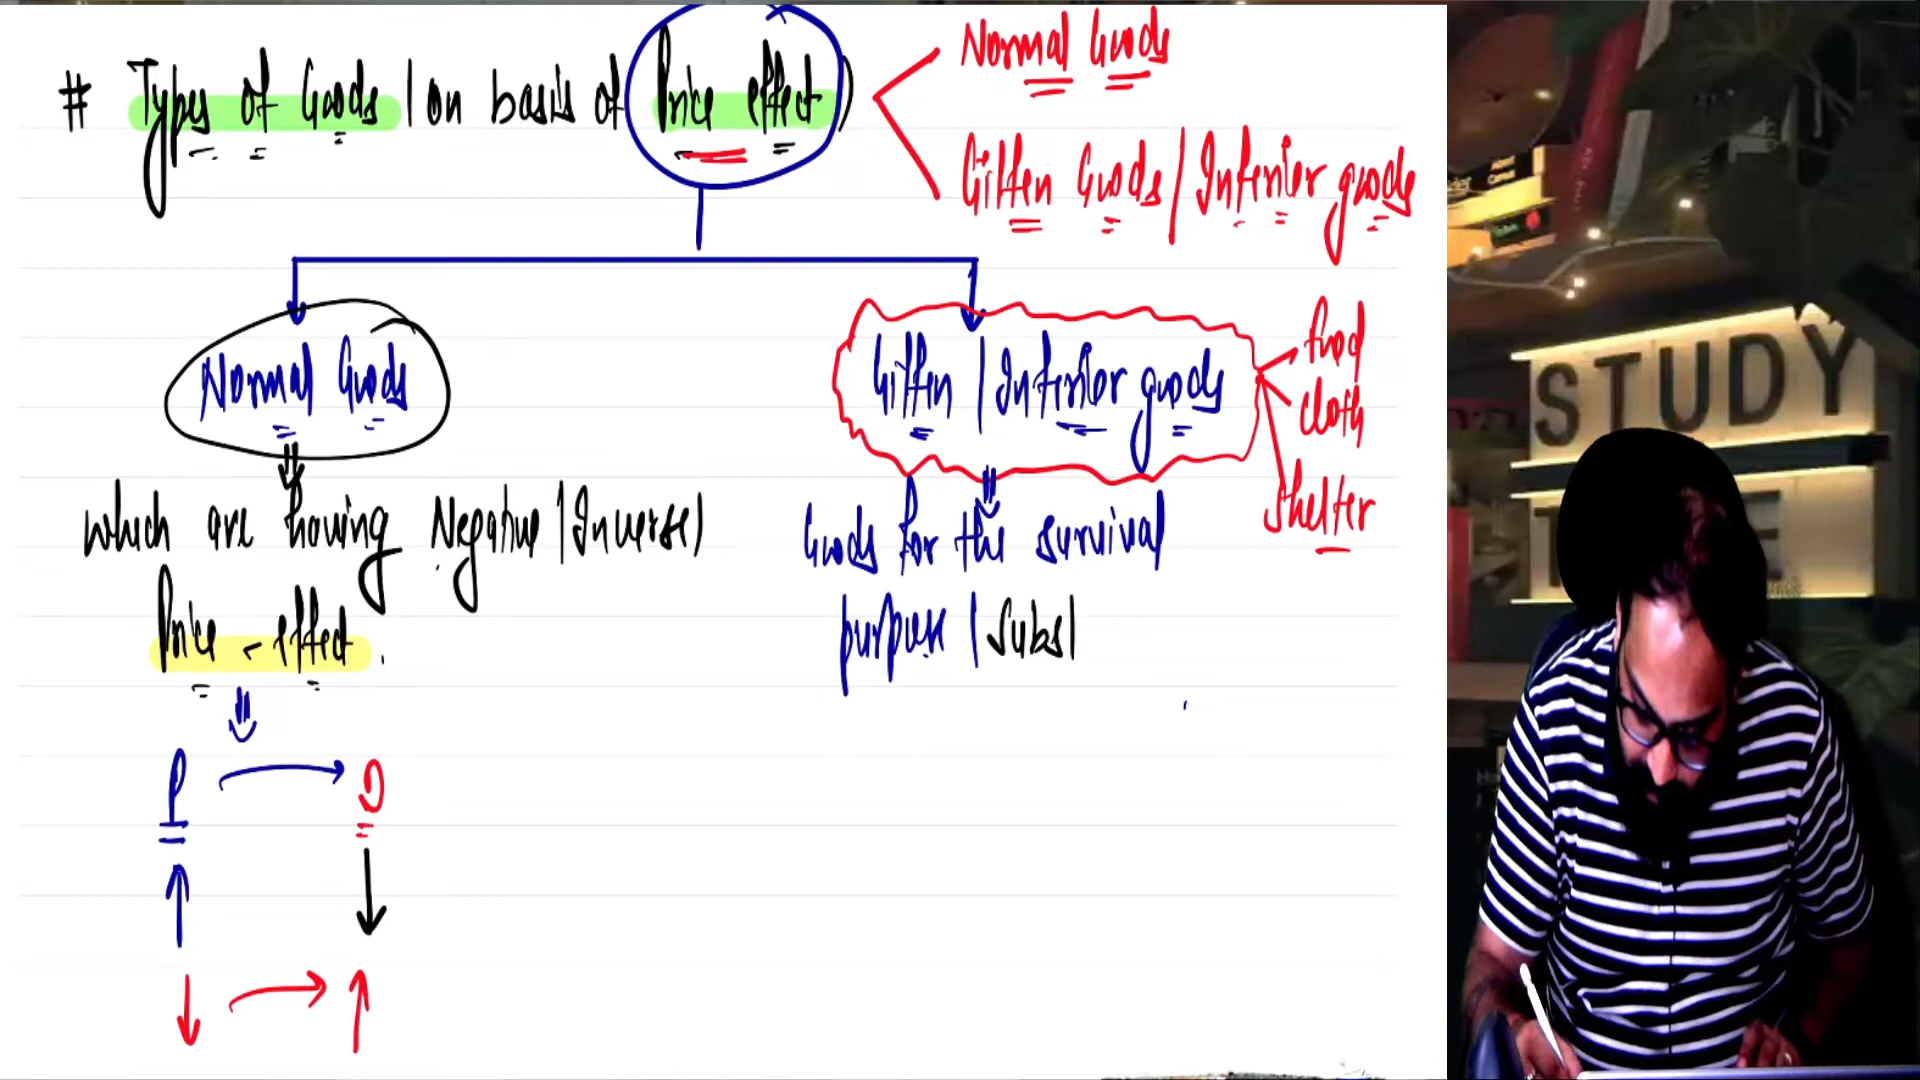 # Types of Goods (on basis of Price effect)
Normal Goods
Giffen Goods / Inferior goods
Normal Goods
Giffen / Inferior goods
food
cloth
shelter
which are having Negative (Inverse)
Price - effect.
Goods for the survival
purpose / Subsi
P → D
↑ ↓
↓ → ↑
STUDY